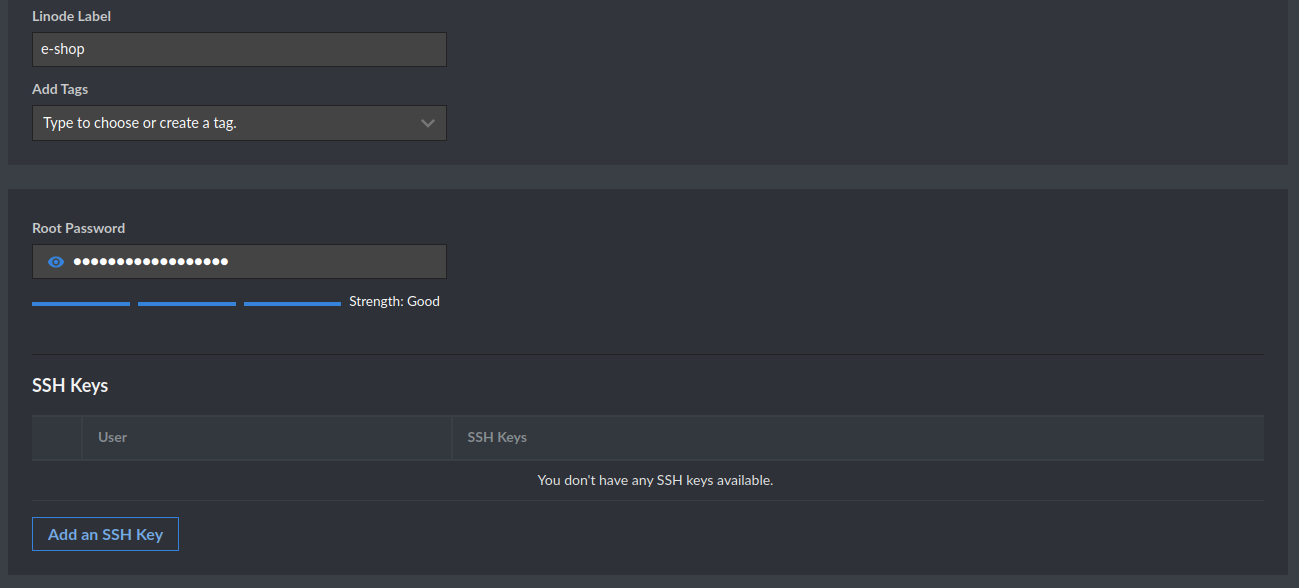 Linode Label
e-shop
Add Tags
Type to choose or create a tag.
Root Password
••••••••••••••••••
Strength: Good
SSH Keys
User SSH Keys
You don't have any SSH keys available.
Add an SSH Key